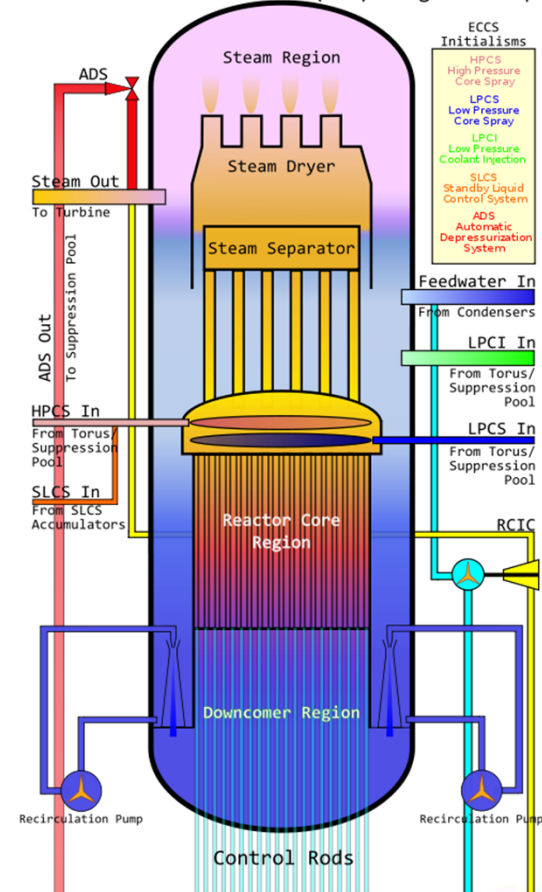 ECCS
Initialisms
HPCS
High Pressure
Core Spray
LPCS
Low Pressure
Core Spray
LPCI
Low Pressure
Coolant Injection
SLCS
Standby Liquid
Control System
ADS
Automatic
Depressurization
System
Steam Region
ADS
Steam Dryer
Steam Out
To Turbine
Steam Separator
ADS Out
To Suppression Pool
Feedwater In
From Condensers
LPCI In
From Torus/
Suppression
Pool
HPCS In
From Torus/
Suppression
Pool
LPCS In
From Torus/
Suppression
Pool
SLCS In
From SLCS
Accumulators
Reactor Core
Region
RCIC
Downcomer Region
Recirculation Pump
Recirculation Pump
Control Rods